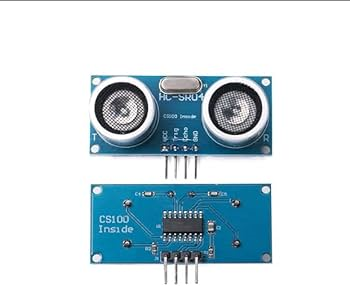 HC-SR04
CS100 Inside
T
R
Vcc
Trig
Echo
GND
CS100
Inside